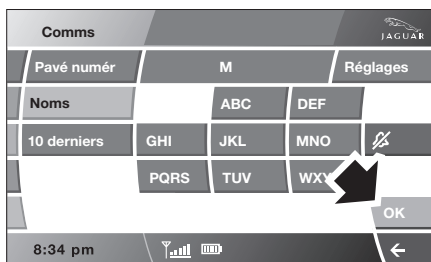 Comms JAGUAR
Pavé numér M Réglages
Noms ABC DEF
10 derniers GHI JKL MNO
PQRS TUV WXY
OK
8:34 pm